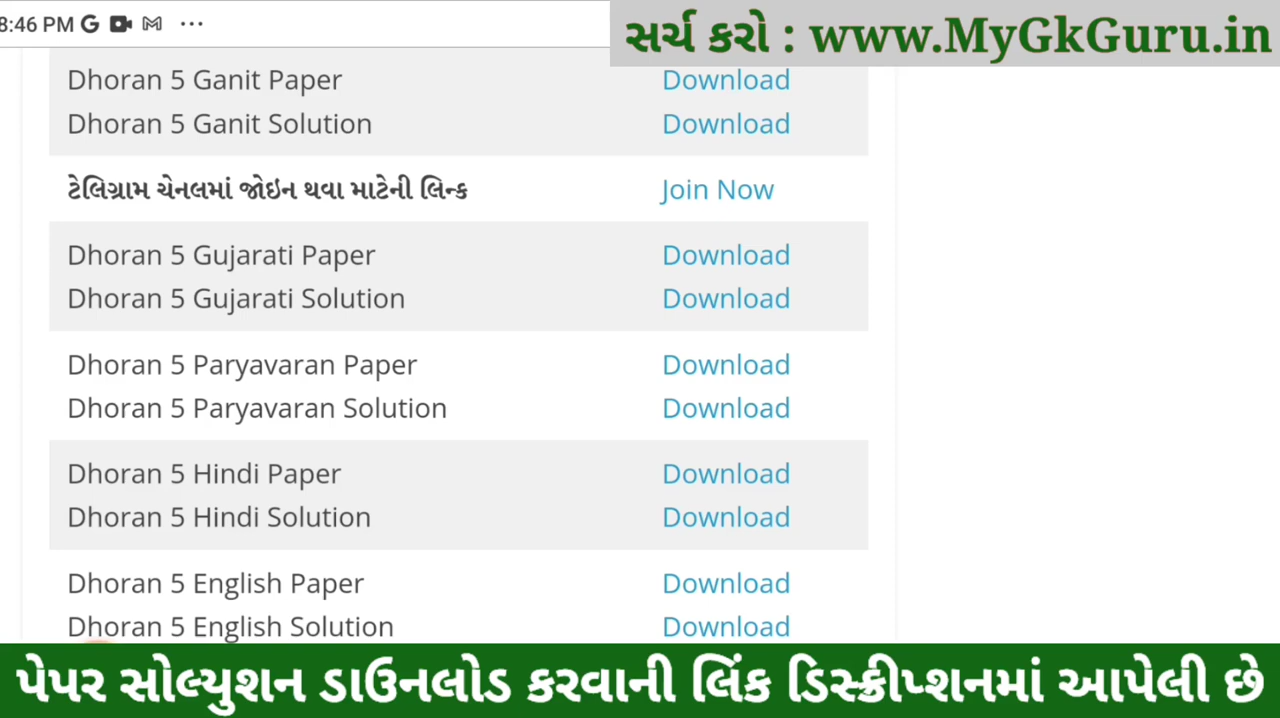 8:46 PM G ...
સર્ચ કરો : www.MyGkGuru.in
Dhoran 5 Ganit Paper Download
Dhoran 5 Ganit Solution Download
ટેલિગ્રામ ચેનલમાં જોઇન થવા માટેની લિન્ક Join Now
Dhoran 5 Gujarati Paper Download
Dhoran 5 Gujarati Solution Download
Dhoran 5 Paryavaran Paper Download
Dhoran 5 Paryavaran Solution Download
Dhoran 5 Hindi Paper Download
Dhoran 5 Hindi Solution Download
Dhoran 5 English Paper Download
Dhoran 5 English Solution Download
પેપર સોલ્યુશન ડાઉનલોડ કરવાની લિંક ડિસ્ક્રીપ્શનમાં આપેલી છે